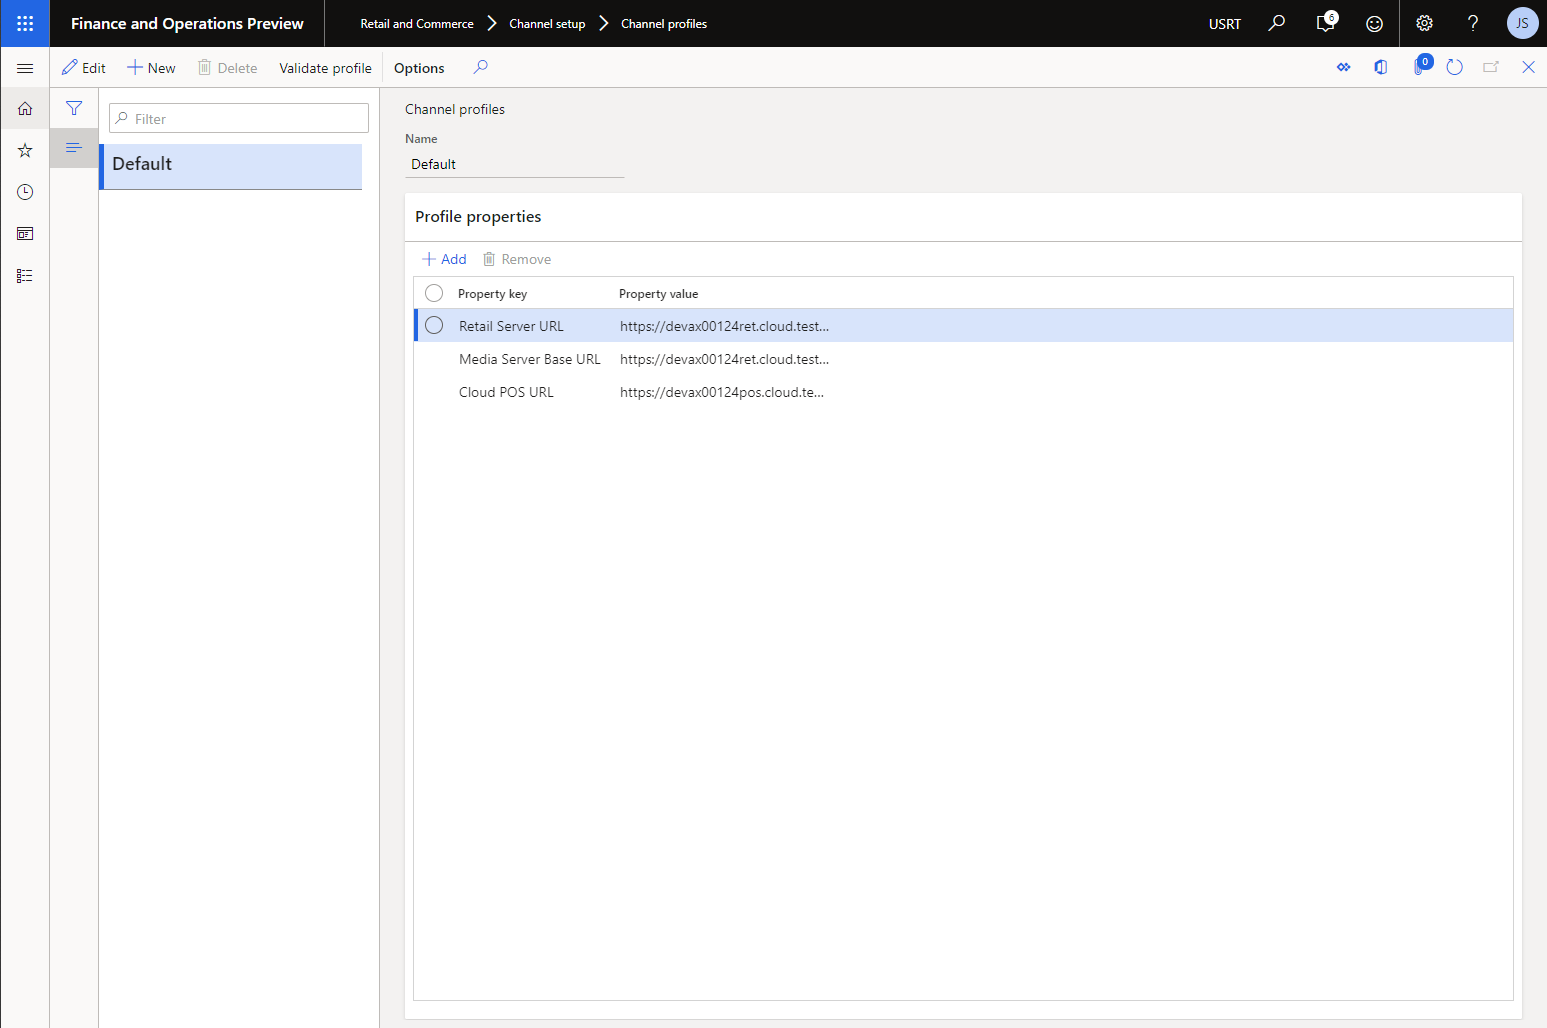 Finance and Operations Preview
Retail and Commerce
Channel setup
Channel profiles
USRT
6
?
JS
Edit
New
Delete
Validate profile
Options
0
Filter
Default
Channel profiles
Name
Default
Profile properties
Add
Remove
Property key
Property value
Retail Server URL
https://devax00124ret.cloud.test...
Media Server Base URL
https://devax00124ret.cloud.test...
Cloud POS URL
https://devax00124pos.cloud.te...